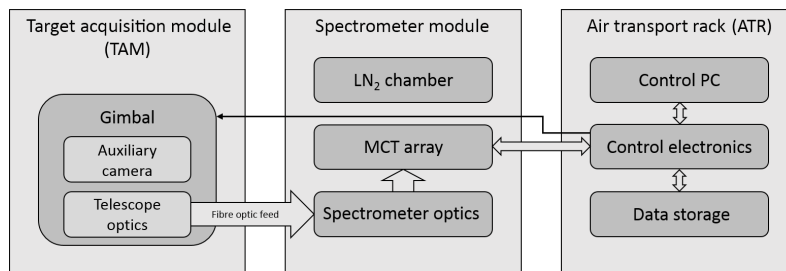 Target acquisition module
(TAM)
Gimbal
Auxiliary
camera
Telescope
optics
Fibre optic feed
Spectrometer module
LN₂ chamber
MCT array
Spectrometer optics
Air transport rack (ATR)
Control PC
Control electronics
Data storage